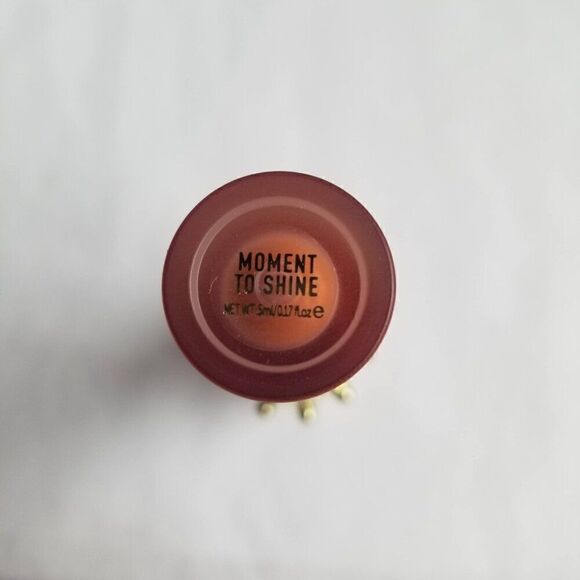 MOMENT
TO SHINE
NET WT 5ml/0.17 fl.oz e